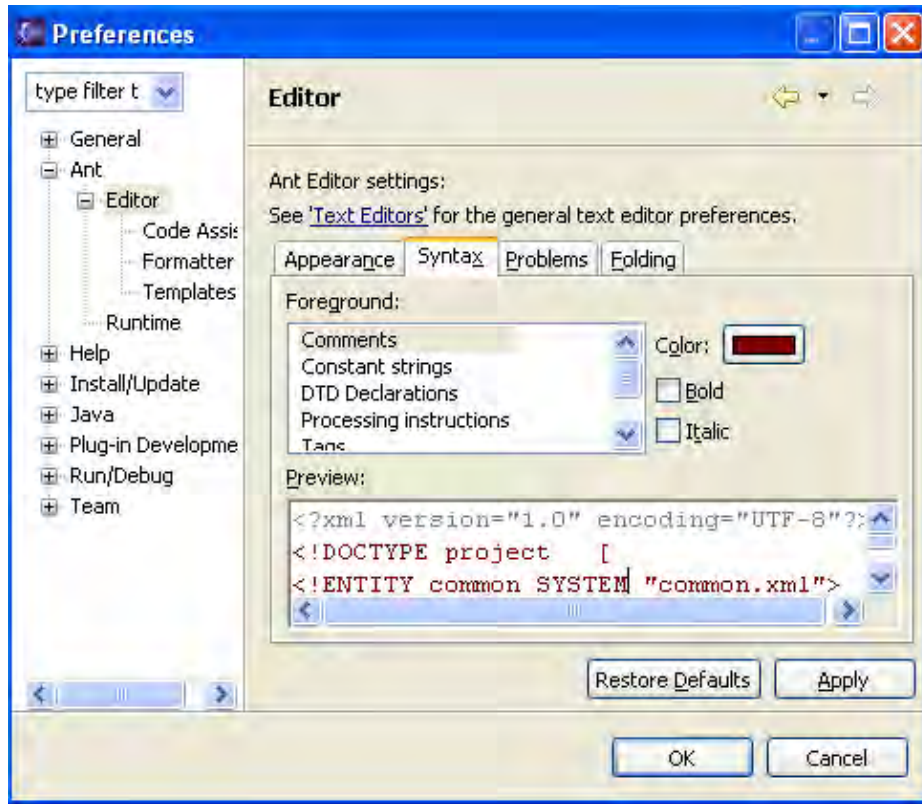 Preferences
type filter t
General
Ant
Editor
Code Assis
Formatter
Templates
Runtime
Help
Install/Update
Java
Plug-in Developme
Run/Debug
Team
Editor
Ant Editor settings:
See 'Text Editors' for the general text editor preferences.
Appearance Syntax Problems Folding
Foreground:
Comments
Constant strings
DTD Declarations
Processing instructions
Tags
Color:
Bold
Italic
Preview:
<?xml version="1.0" encoding="UTF-8"?>
<!DOCTYPE project [
<!ENTITY common SYSTEM "common.xml">
Restore Defaults Apply
OK Cancel